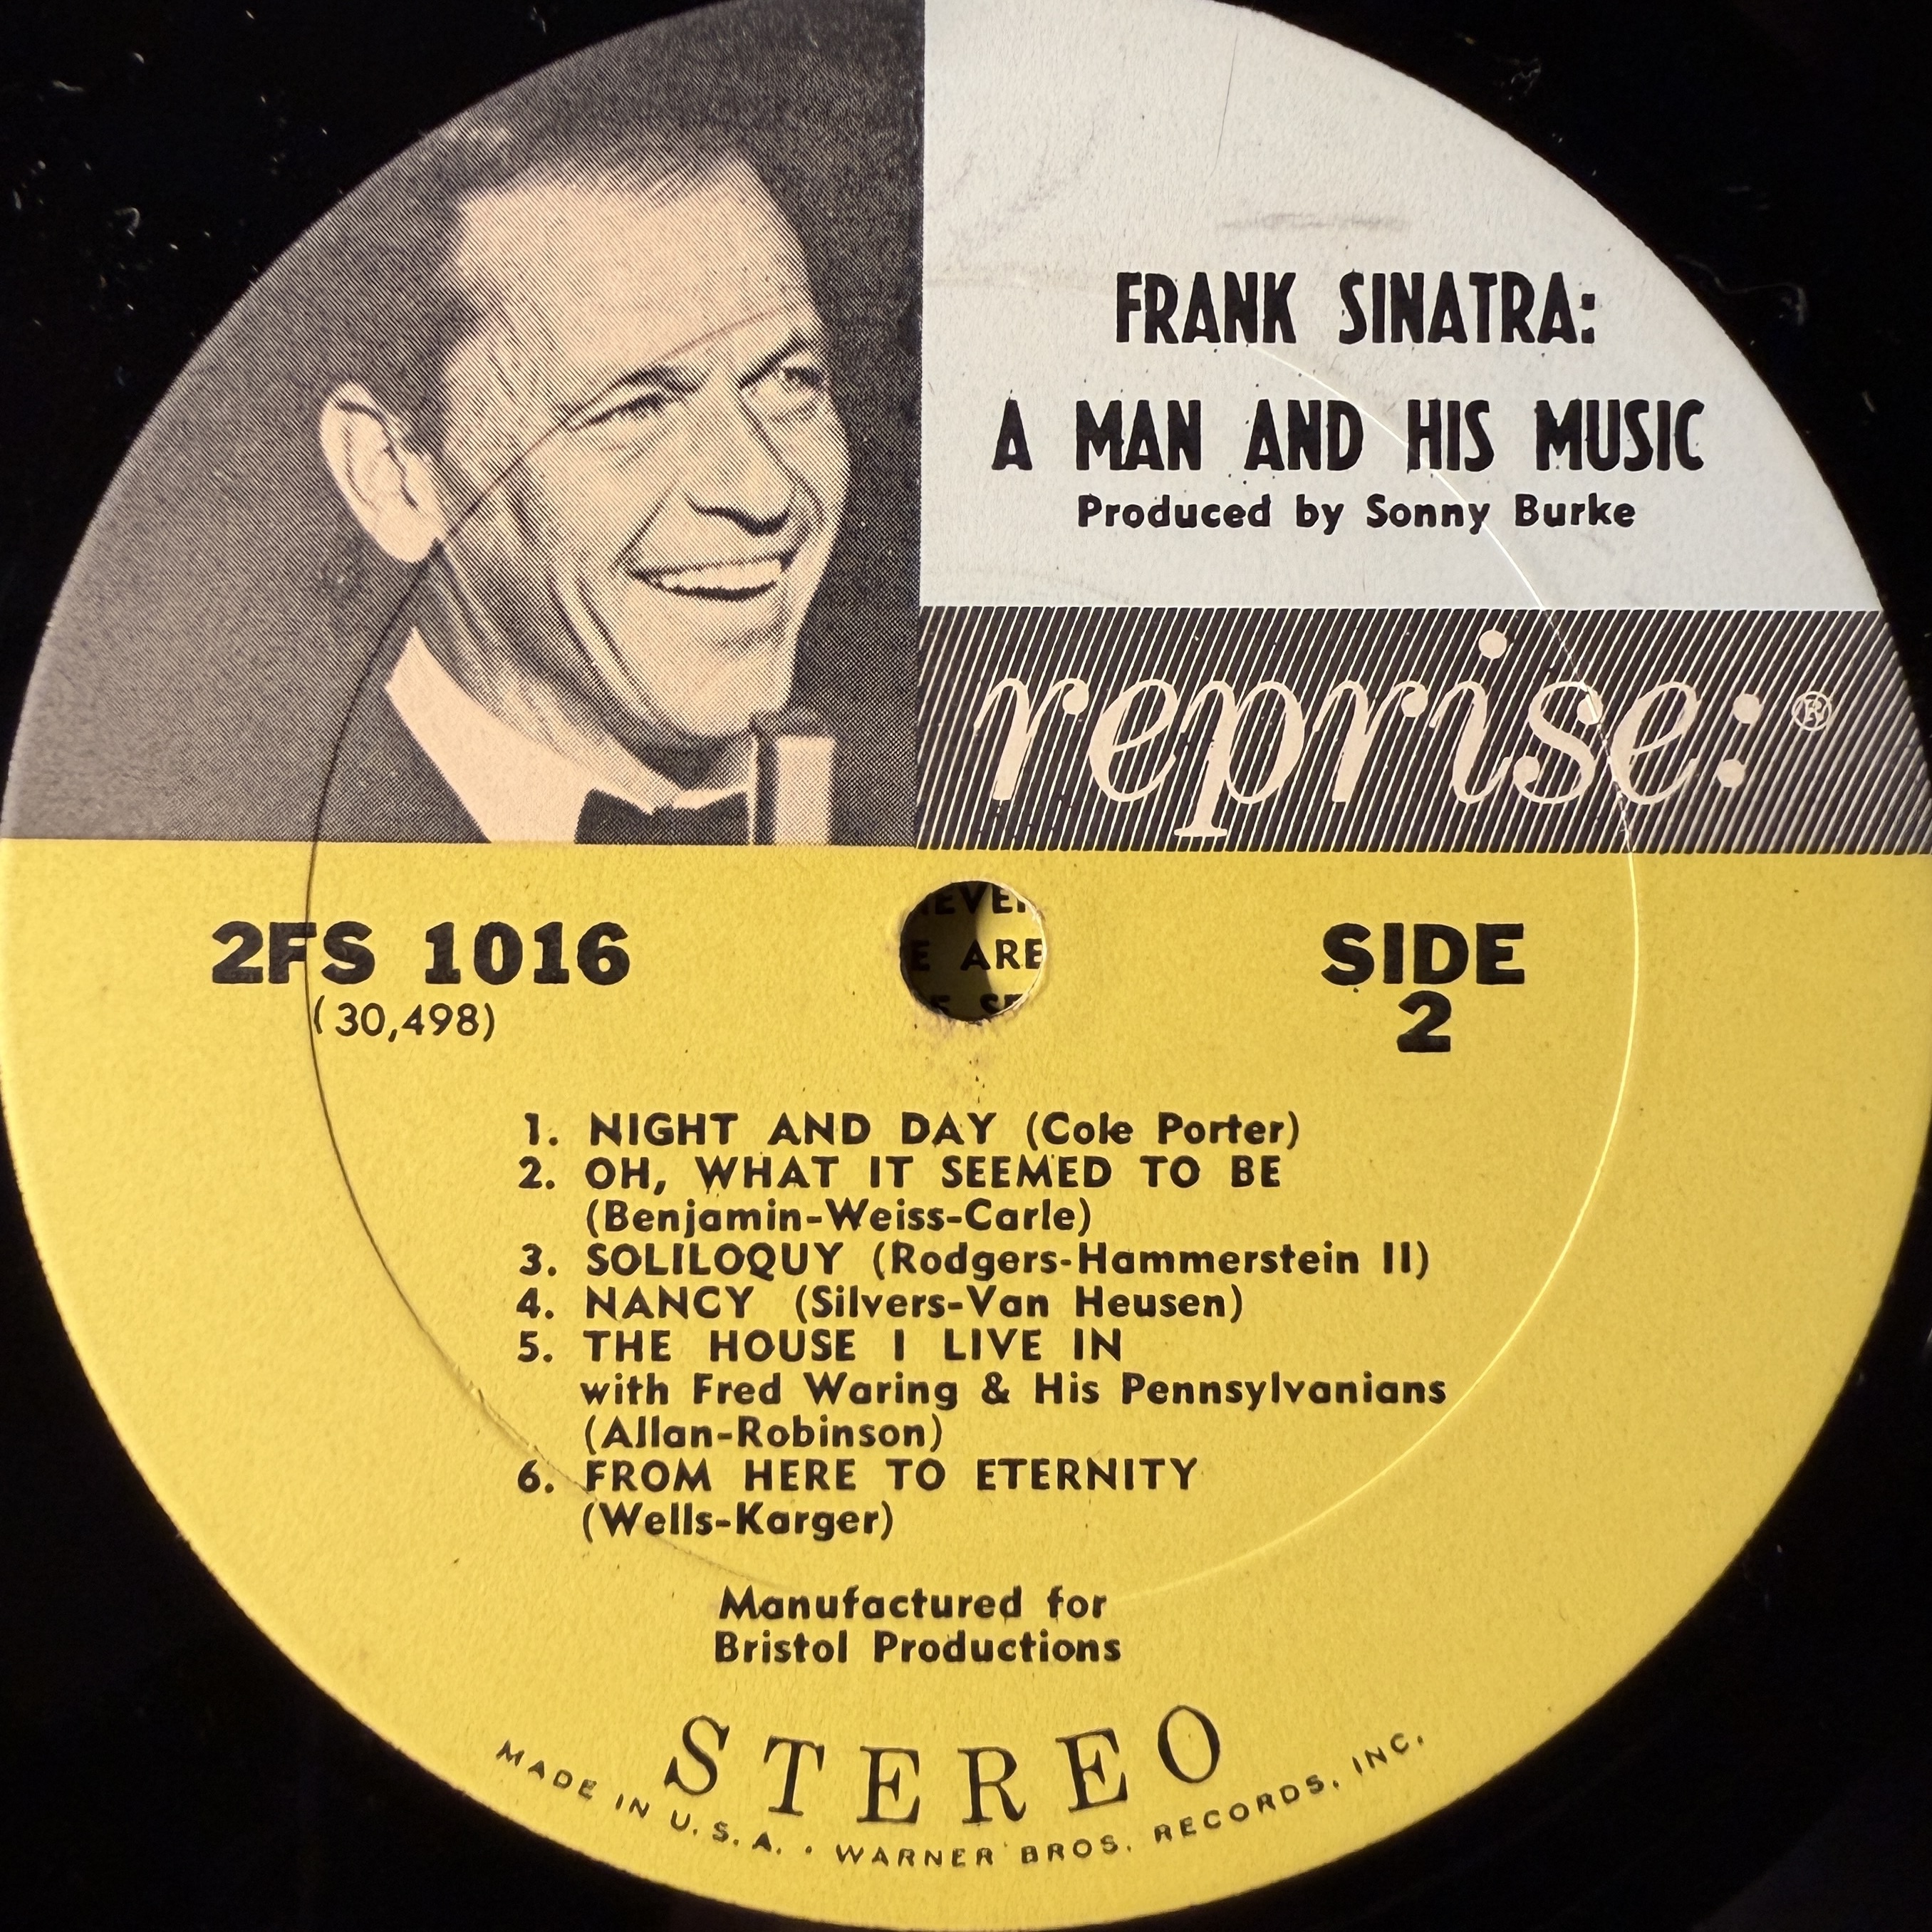 FRANK SINATRA:
A MAN AND HIS MUSIC
Produced by Sonny Burke
reprise:®
2FS 1016
(30,498)
ARE
SIDE
2
1. NIGHT AND DAY (Cole Porter)
2. OH, WHAT IT SEEMED TO BE
(Benjamin-Weiss-Carle)
3. SOLILOQUY (Rodgers-Hammerstein II)
4. NANCY (Silvers-Van Heusen)
5. THE HOUSE I LIVE IN
with Fred Waring & His Pennsylvanians
(Allan-Robinson)
6. FROM HERE TO ETERNITY
(Wells-Karger)
Manufactured for
Bristol Productions
STEREO
MADE IN U.S.A. • WARNER BROS. RECORDS, INC.